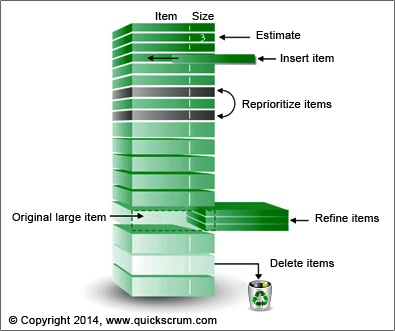 Item Size
3
Estimate
Insert item
Reprioritize items
Original large item
Refine items
Delete items
© Copyright 2014, www.quickscrum.com